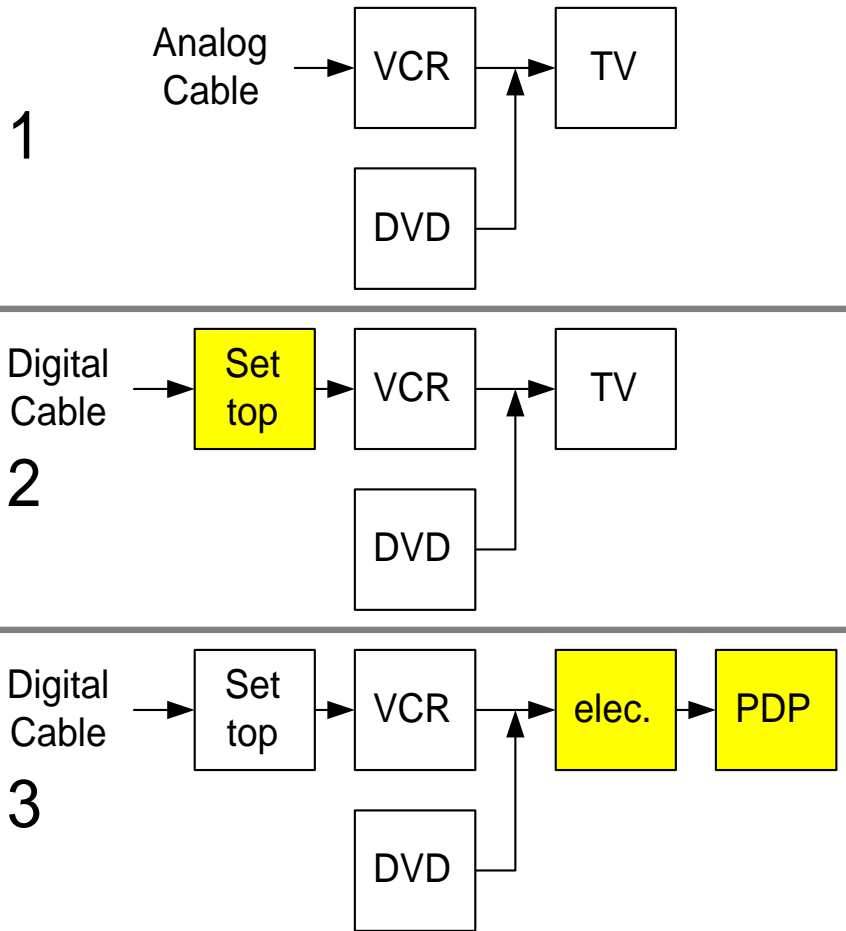 Analog
Cable
VCR
TV
1
DVD
Digital
Cable
Set
top
VCR
TV
2
DVD
Digital
Cable
Set
top
VCR
elec.
PDP
3
DVD